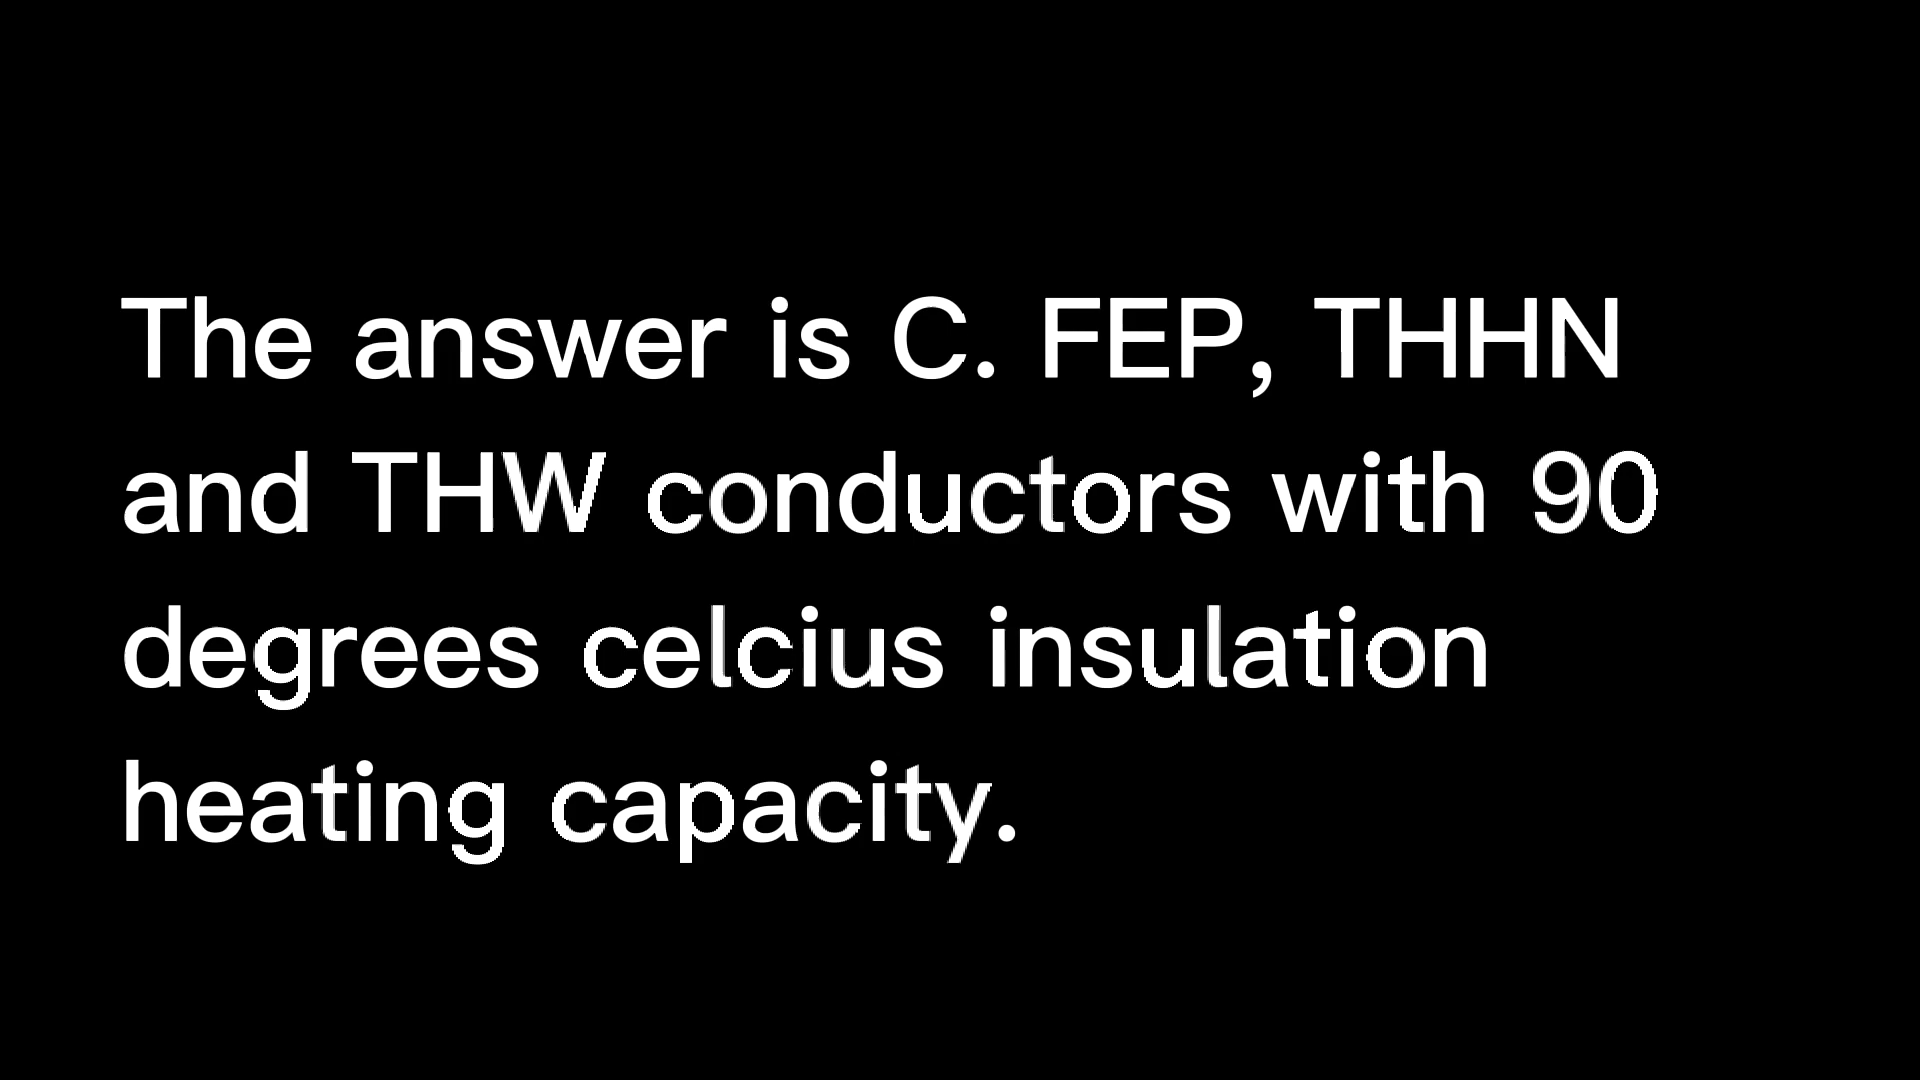 The answer is C. FEP, THHN
and THW conductors with 90
degrees celcius insulation
heating capacity.